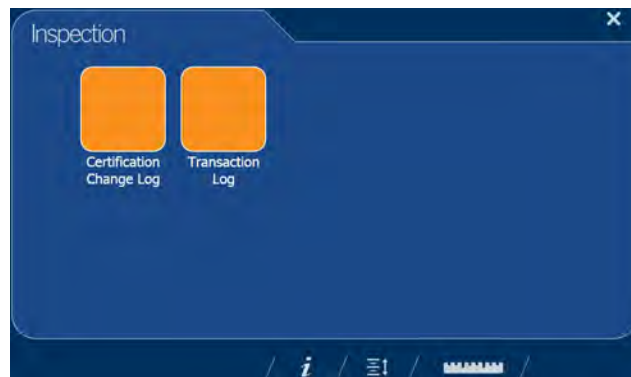 Inspection
Certification
Change Log
Transaction
Log
i